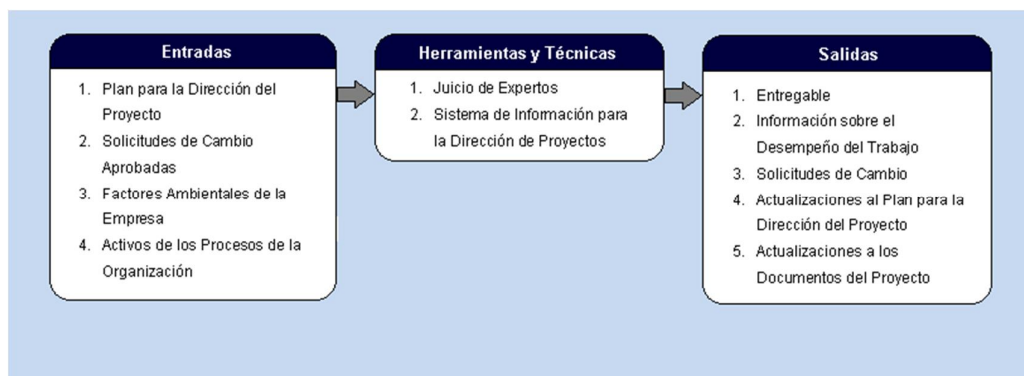 Entradas
1. Plan para la Dirección del
Proyecto
2. Solicitudes de Cambio
Aprobadas
3. Factores Ambientales de la
Empresa
4. Activos de los Procesos de la
Organización
Herramientas y Técnicas
1. Juicio de Expertos
2. Sistema de Información para
la Dirección de Proyectos
Salidas
1. Entregable
2. Información sobre el
Desempeño del Trabajo
3. Solicitudes de Cambio
4. Actualizaciones al Plan para la
Dirección del Proyecto
5. Actualizaciones a los
Documentos del Proyecto